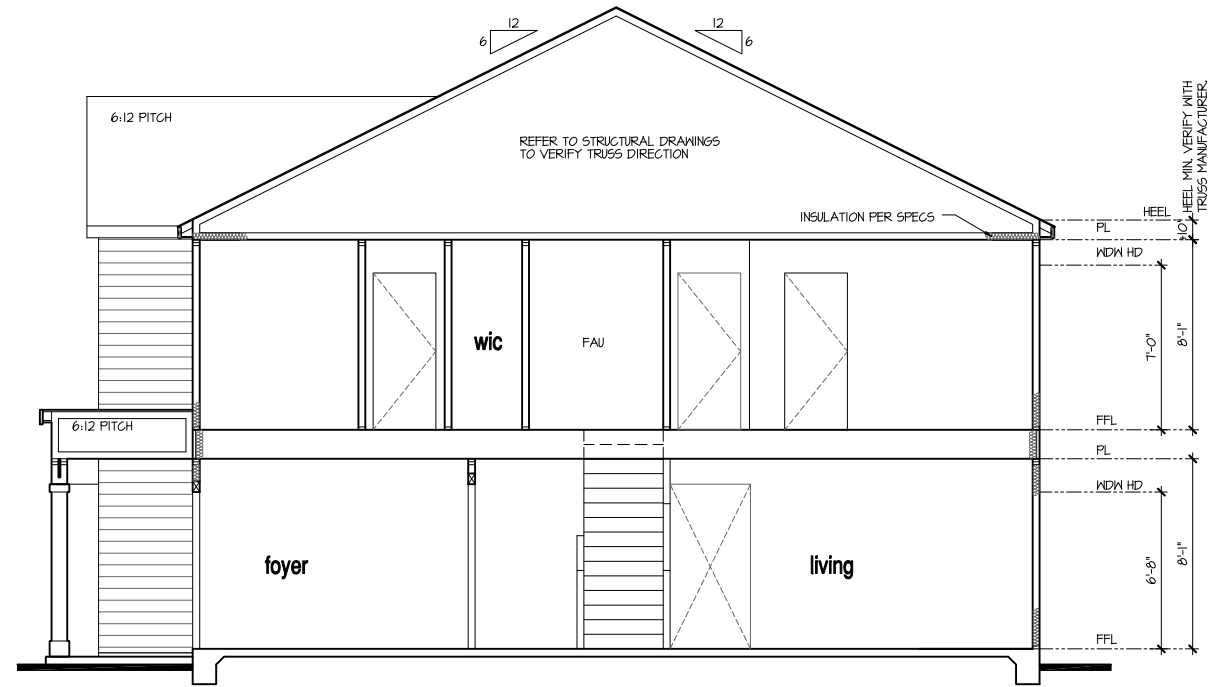 12
6
12
6
6:12 PITCH
REFER TO STRUCTURAL DRAWINGS
TO VERIFY TRUSS DIRECTION
INSULATION PER SPECS
HEEL
10" HEEL MIN. VERIFY WITH
TRUSS MANUFACTURER.
PL
WDW HD
wic
FAU
7'-0"
8'-1"
6:12 PITCH
FFL
PL
WDW HD
foyer
living
6'-8"
8'-1"
FFL